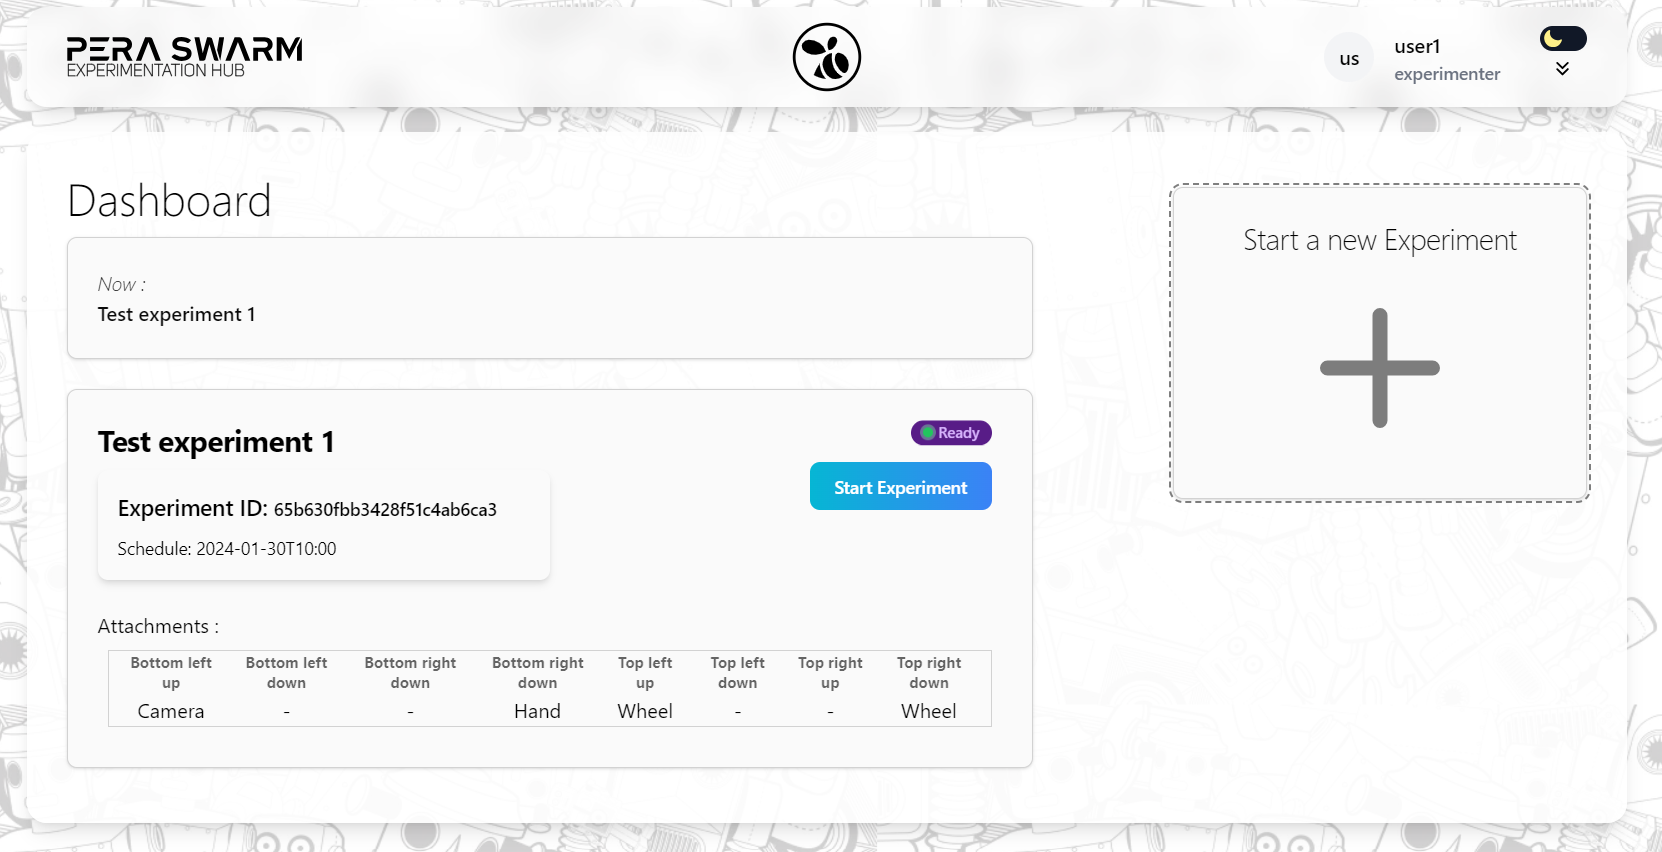 PERA SWARM
EXPERIMENTATION HUB
us
user1
experimenter
Dashboard
Now :
Test experiment 1
Start a new Experiment
Test experiment 1
Ready
Start Experiment
Experiment ID: 65b630fbb3428f51c4ab6ca3
Schedule: 2024-01-30T10:00
Attachments :
Bottom left up Bottom left down Bottom right down Bottom right down Top left up Top left down Top right up Top right down
Camera - - Hand Wheel - - Wheel